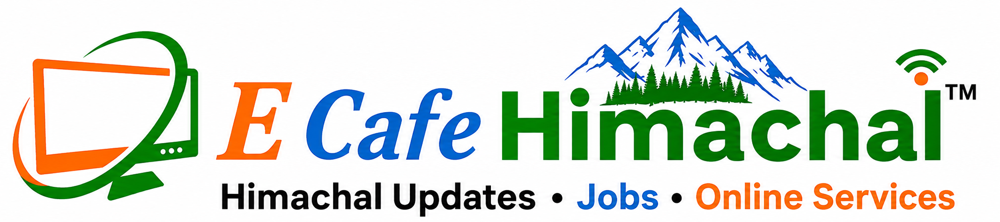 E Cafe Himachal™
Himachal Updates • Jobs • Online Services